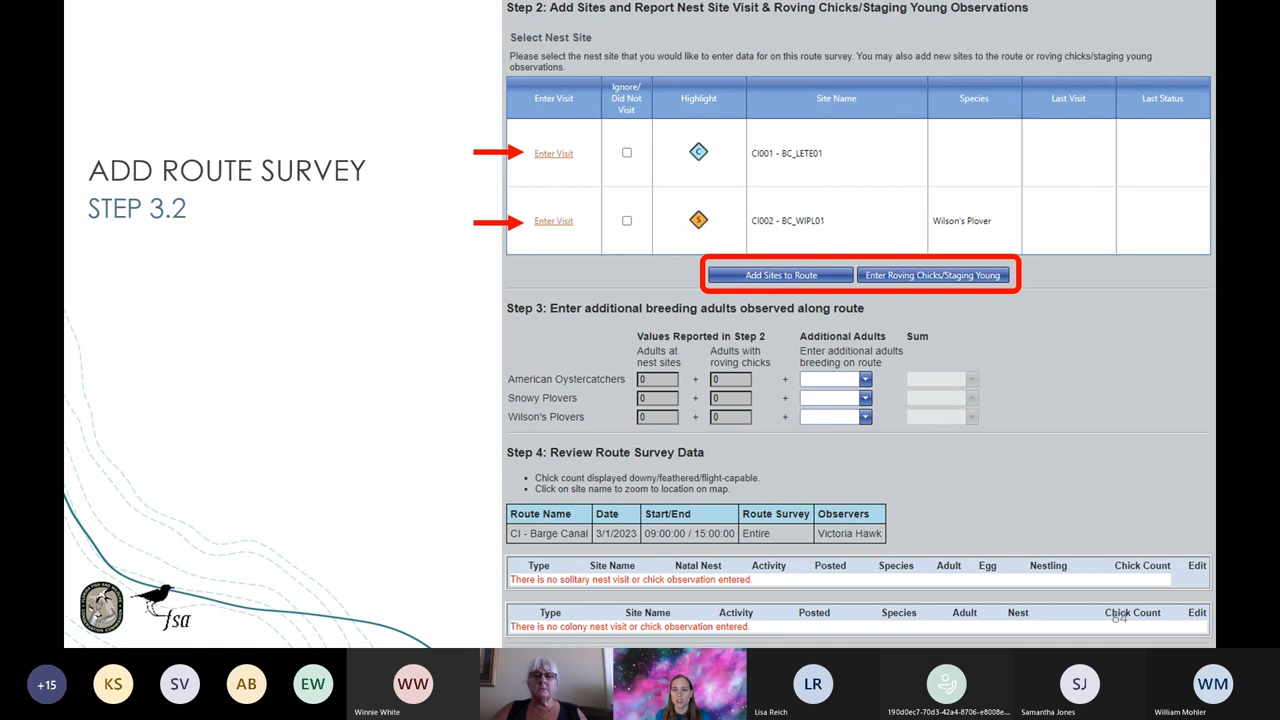 Step 2: Add Sites and Report Nest Site Visit & Roving Chicks/Staging Young Observations
Select Nest Site
Please select the nest site that you would like to enter data for on this route survey. You may also add new sites to the route or roving chicks/staging young
observations.
Enter Visit
Ignore/
Did Not
Visit
Highlight
Site Name
Species
Last Visit
Last Status
Enter Visit
C
CI001 - BC_LETE01
ADD ROUTE SURVEY
STEP 3.2
Enter Visit
S
CI002 - BC_WIPL01
Wilson's Plover
Add Sites to Route
Enter Roving Chicks/Staging Young
Step 3: Enter additional breeding adults observed along route
Values Reported in Step 2
Additional Adults
Sum
Adults at
nest sites
Adults with
roving chicks
Enter additional adults
breeding on route
American Oystercatchers 0 + 0 +
Snowy Plovers 0 + 0 +
Wilson's Plovers 0 + 0 +
Step 4: Review Route Survey Data
• Chick count displayed downy/feathered/flight-capable.
• Click on site name to zoom to location on map.
Route Name Date Start/End Route Survey Observers
CI - Barge Canal 3/1/2023 09:00:00 / 15:00:00 Entire Victoria Hawk
Type Site Name Natal Nest Activity Posted Species Adult Egg Nestling Chick Count Edit
There is no solitary nest visit or chick observation entered.
Type Site Name Activity Posted Species Adult Nest Chick Count Edit
64
There is no colony nest visit or chick observation entered.
fsa
+15
KS
SV
AB
EW
WW
LR
SJ
WM
Winnie White
Lisa Reich
190d0ec7-70d3-42a4-8706-e8008e...
Samantha Jones
William Mohler